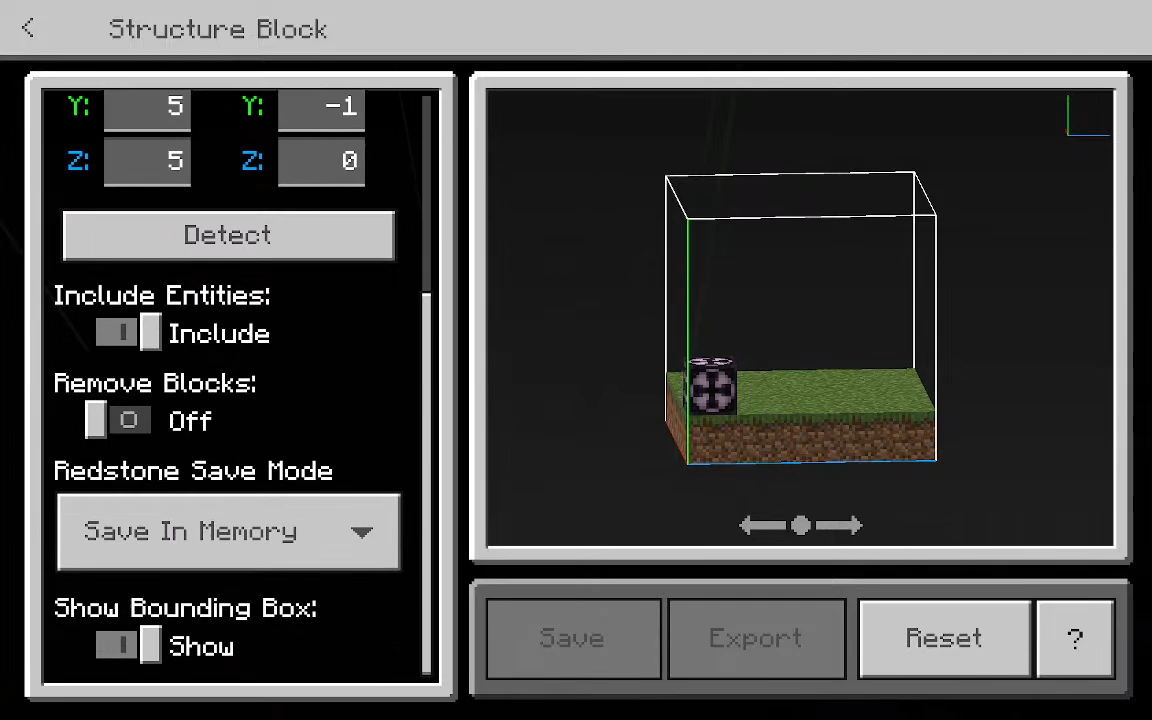 Structure Block
Y: 5 Y: -1
Z: 5 Z: 0
Detect
Include Entities:
Include
Remove Blocks:
Off
Redstone Save Mode
Save In Memory
Show Bounding Box:
Show
Save Export Reset ?